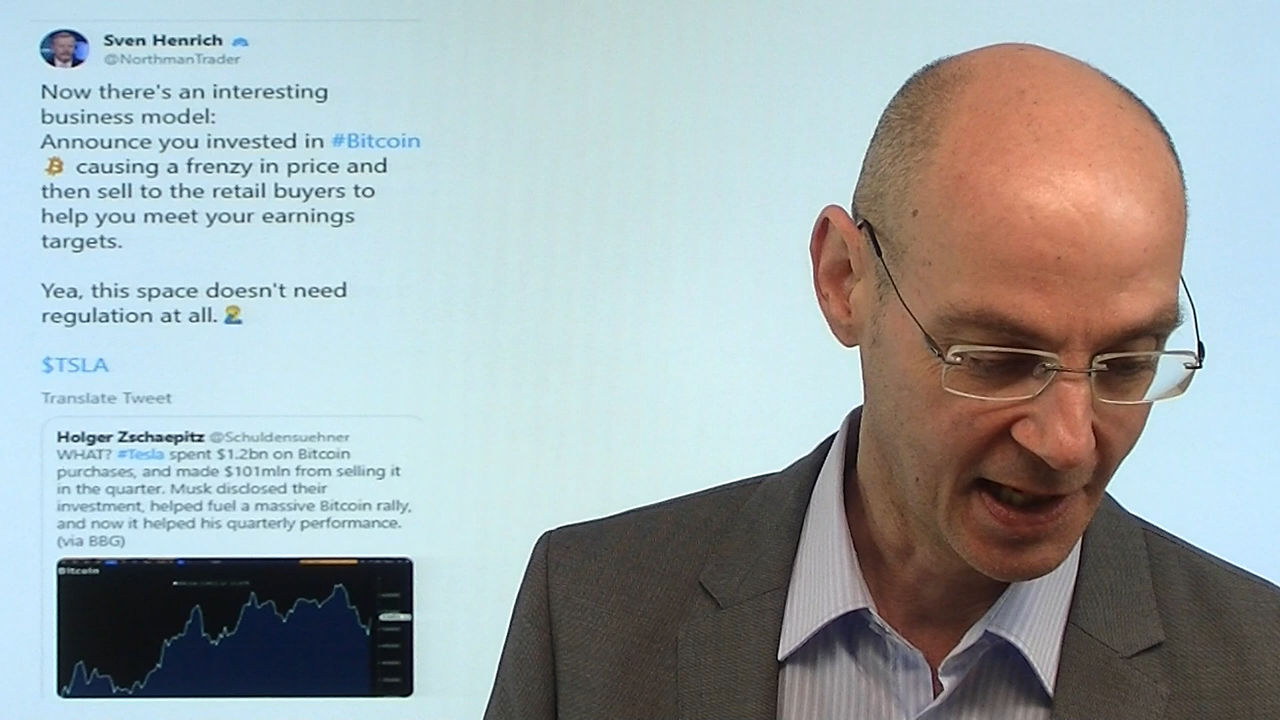 Sven Henrich
@NorthmanTrader
Now there's an interesting
business model:
Announce you invested in #Bitcoin
causing a frenzy in price and
then sell to the retail buyers to
help you meet your earnings
targets.
Yea, this space doesn't need
regulation at all.
$TSLA
Translate Tweet
Holger Zschaepitz @Schuldensuehner
WHAT? #Tesla spent $1.2bn on Bitcoin
purchases, and made $101mln from selling it
in the quarter. Musk disclosed their
investment, helped fuel a massive Bitcoin rally,
and now it helped his quarterly performance.
(via BBG)
Bitcoin